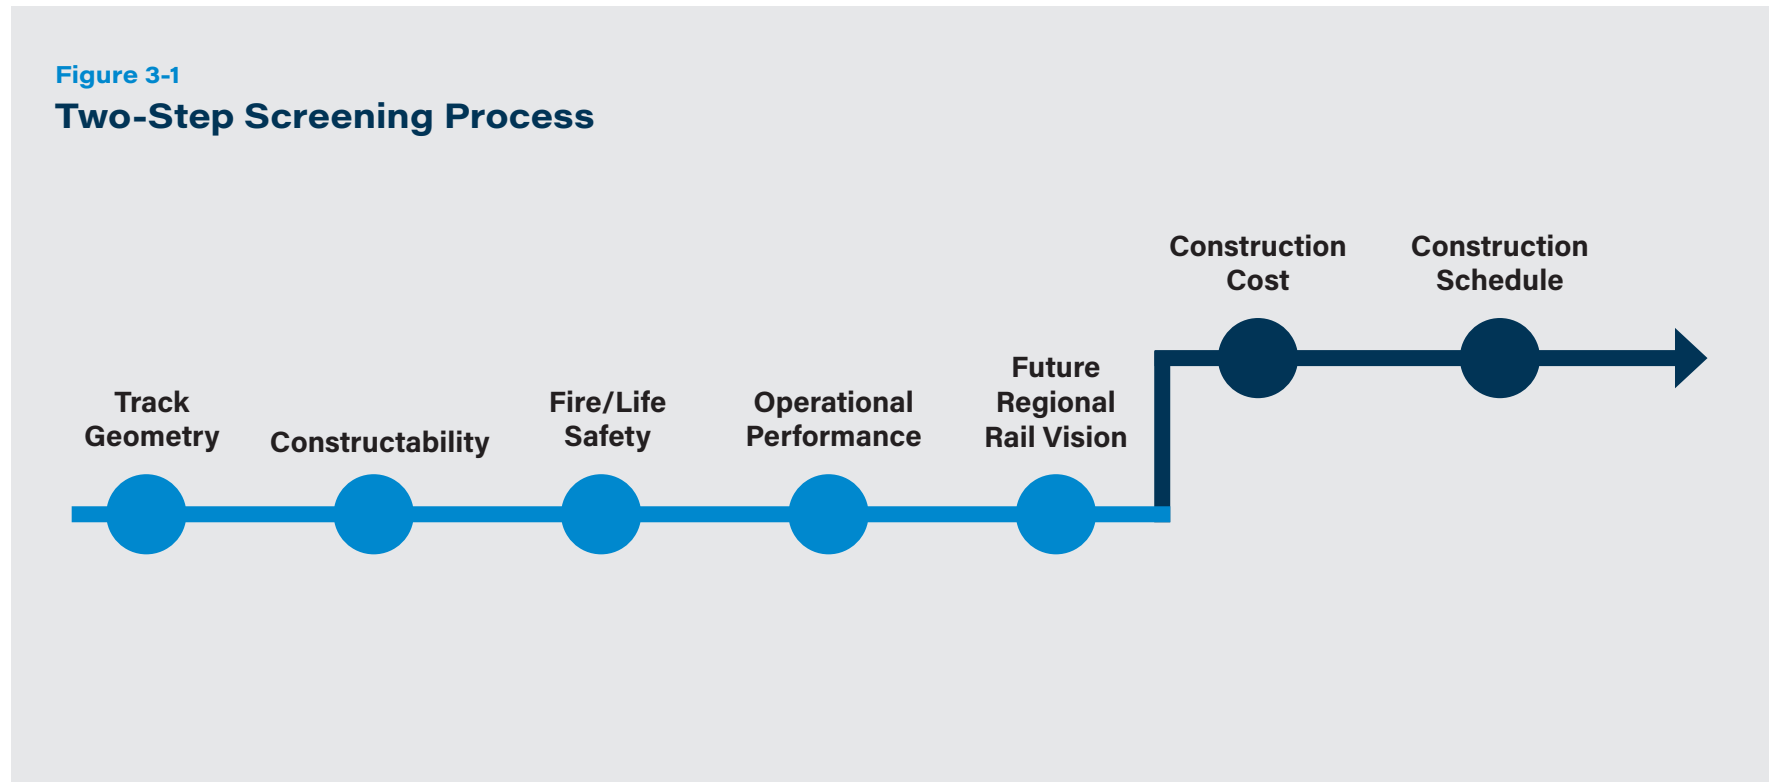 Figure 3-1
Two-Step Screening Process
Track
Geometry
Constructability
Fire/Life
Safety
Operational
Performance
Future
Regional
Rail Vision
Construction
Cost
Construction
Schedule